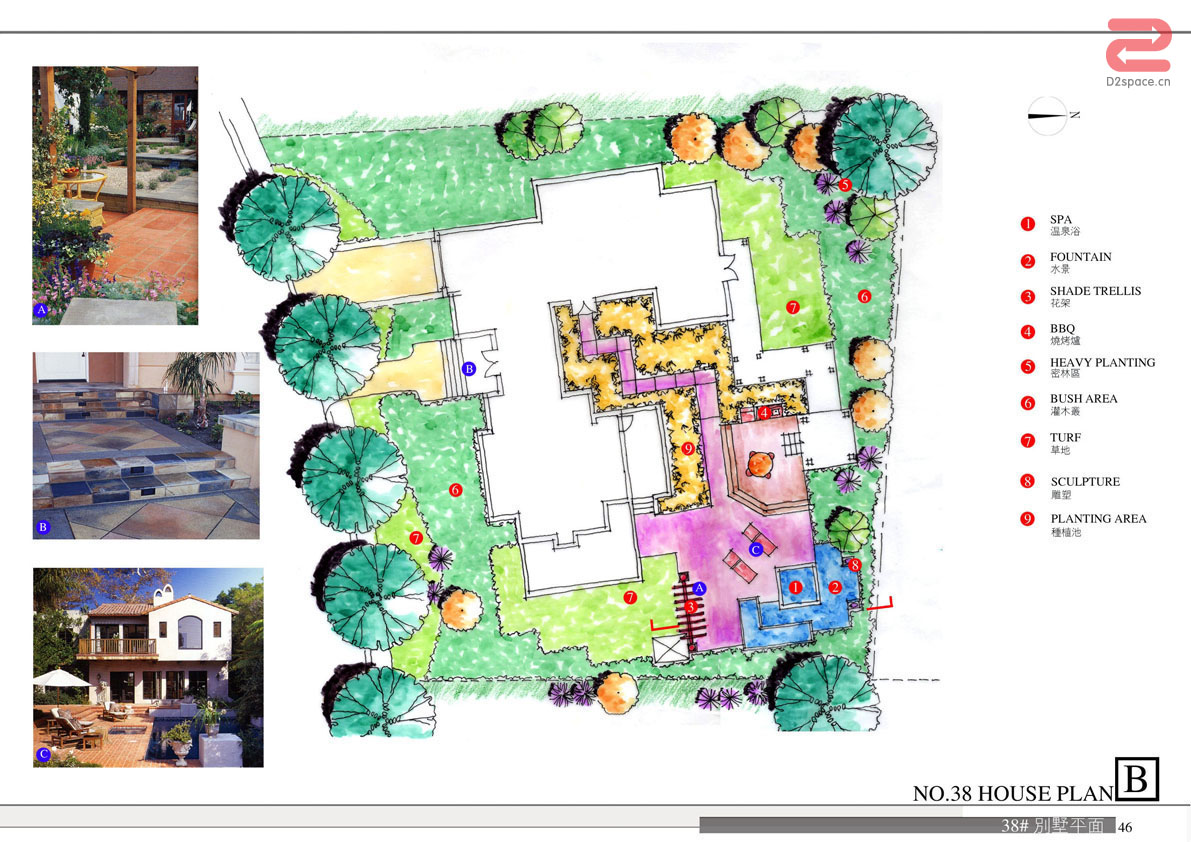 D2space.cn
N
A
B
C
5
7
6
B
4
9
6
7
C
8
1
2
A
7
3
1 SPA
温泉浴
2 FOUNTAIN
水景
3 SHADE TRELLIS
花架
4 BBQ
燒烤爐
5 HEAVY PLANTING
密林區
6 BUSH AREA
灌木叢
7 TURF
草地
8 SCULPTURE
雕塑
9 PLANTING AREA
種植池
NO.38 HOUSE PLAN B
38# 別墅平面 46